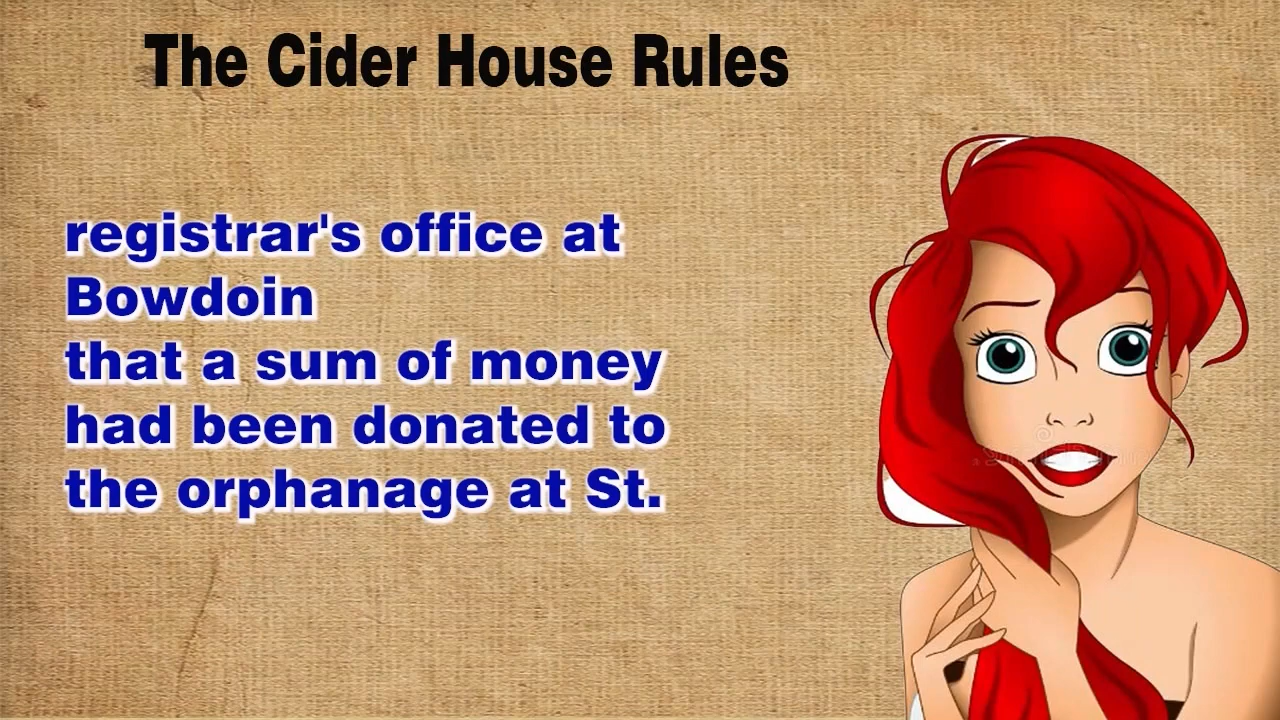 The Cider House Rules
registrar's office at
Bowdoin
that a sum of money
had been donated to
the orphanage at St.